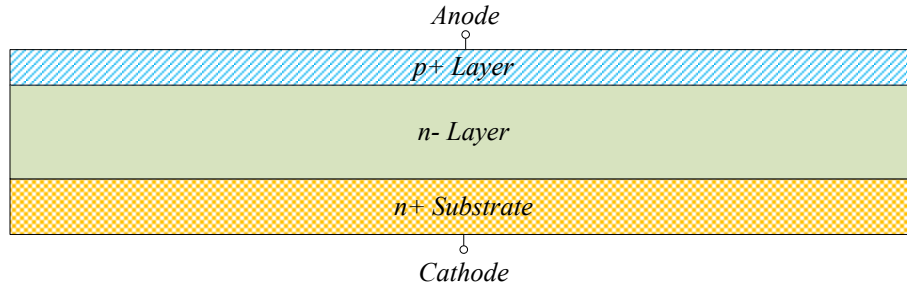 Anode
p+ Layer
n- Layer
n+ Substrate
Cathode